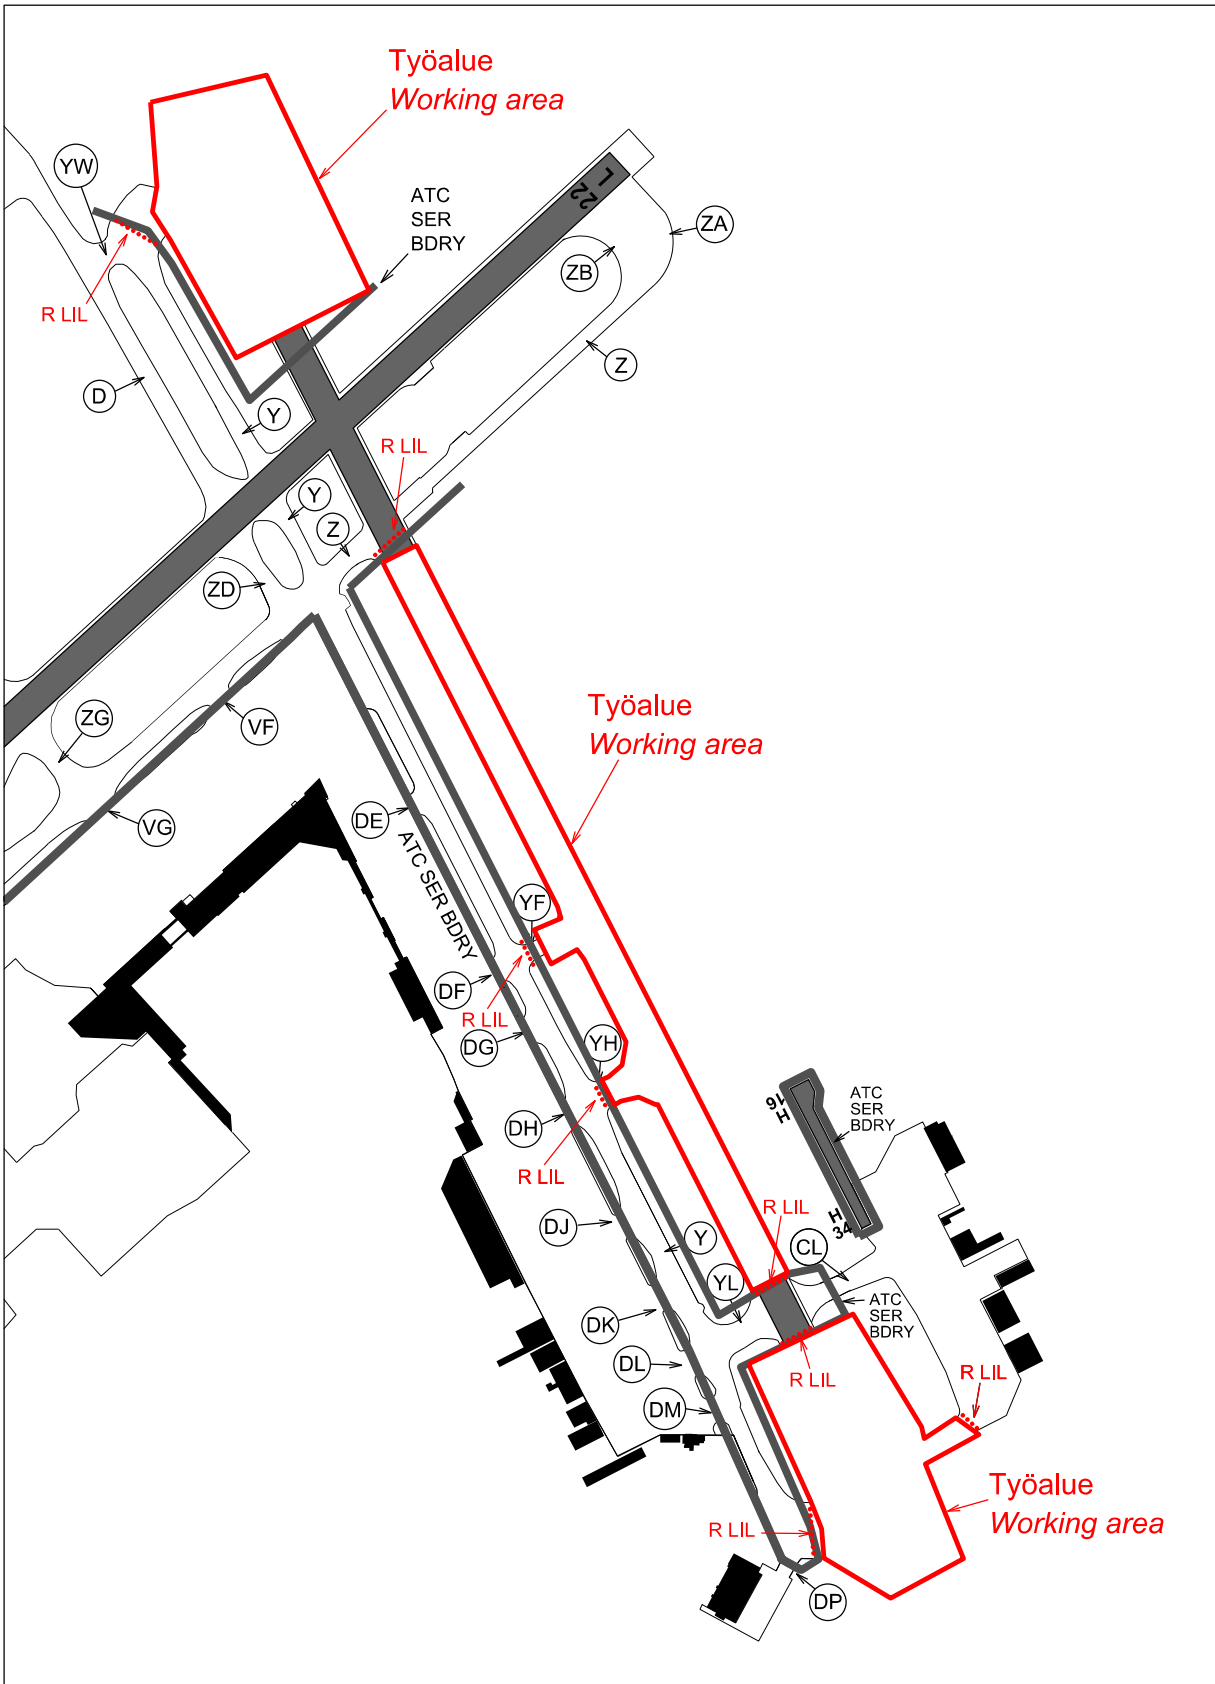 Työalue
Working area
YW
ATC
SER
BDRY
22
L
ZA
ZB
R LIL
Z
D
Y
R LIL
Y
Z
ZD
ZG
VF
Työalue
Working area
VG
DE
ATC SER BDRY
YF
DF
R LIL
DG
YH
16
H
ATC
SER
BDRY
DH
R LIL
R LIL
H
34
DJ
Y
CL
YL
ATC
SER
BDRY
DK
DL
R LIL
R LIL
DM
Työalue
Working area
R LIL
DP